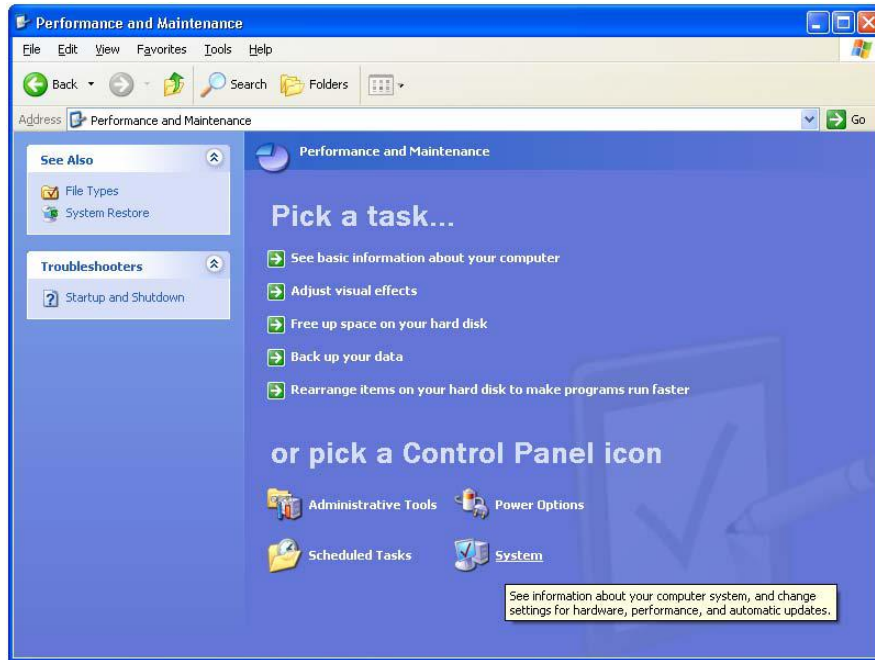 Performance and Maintenance
File Edit View Favorites Tools Help
Back Search Folders
Address Performance and Maintenance Go
See Also
File Types
System Restore
Troubleshooters
Startup and Shutdown
Performance and Maintenance
Pick a task...
See basic information about your computer
Adjust visual effects
Free up space on your hard disk
Back up your data
Rearrange items on your hard disk to make programs run faster
or pick a Control Panel icon
Administrative Tools Power Options
Scheduled Tasks System
See information about your computer system, and change
settings for hardware, performance, and automatic updates.